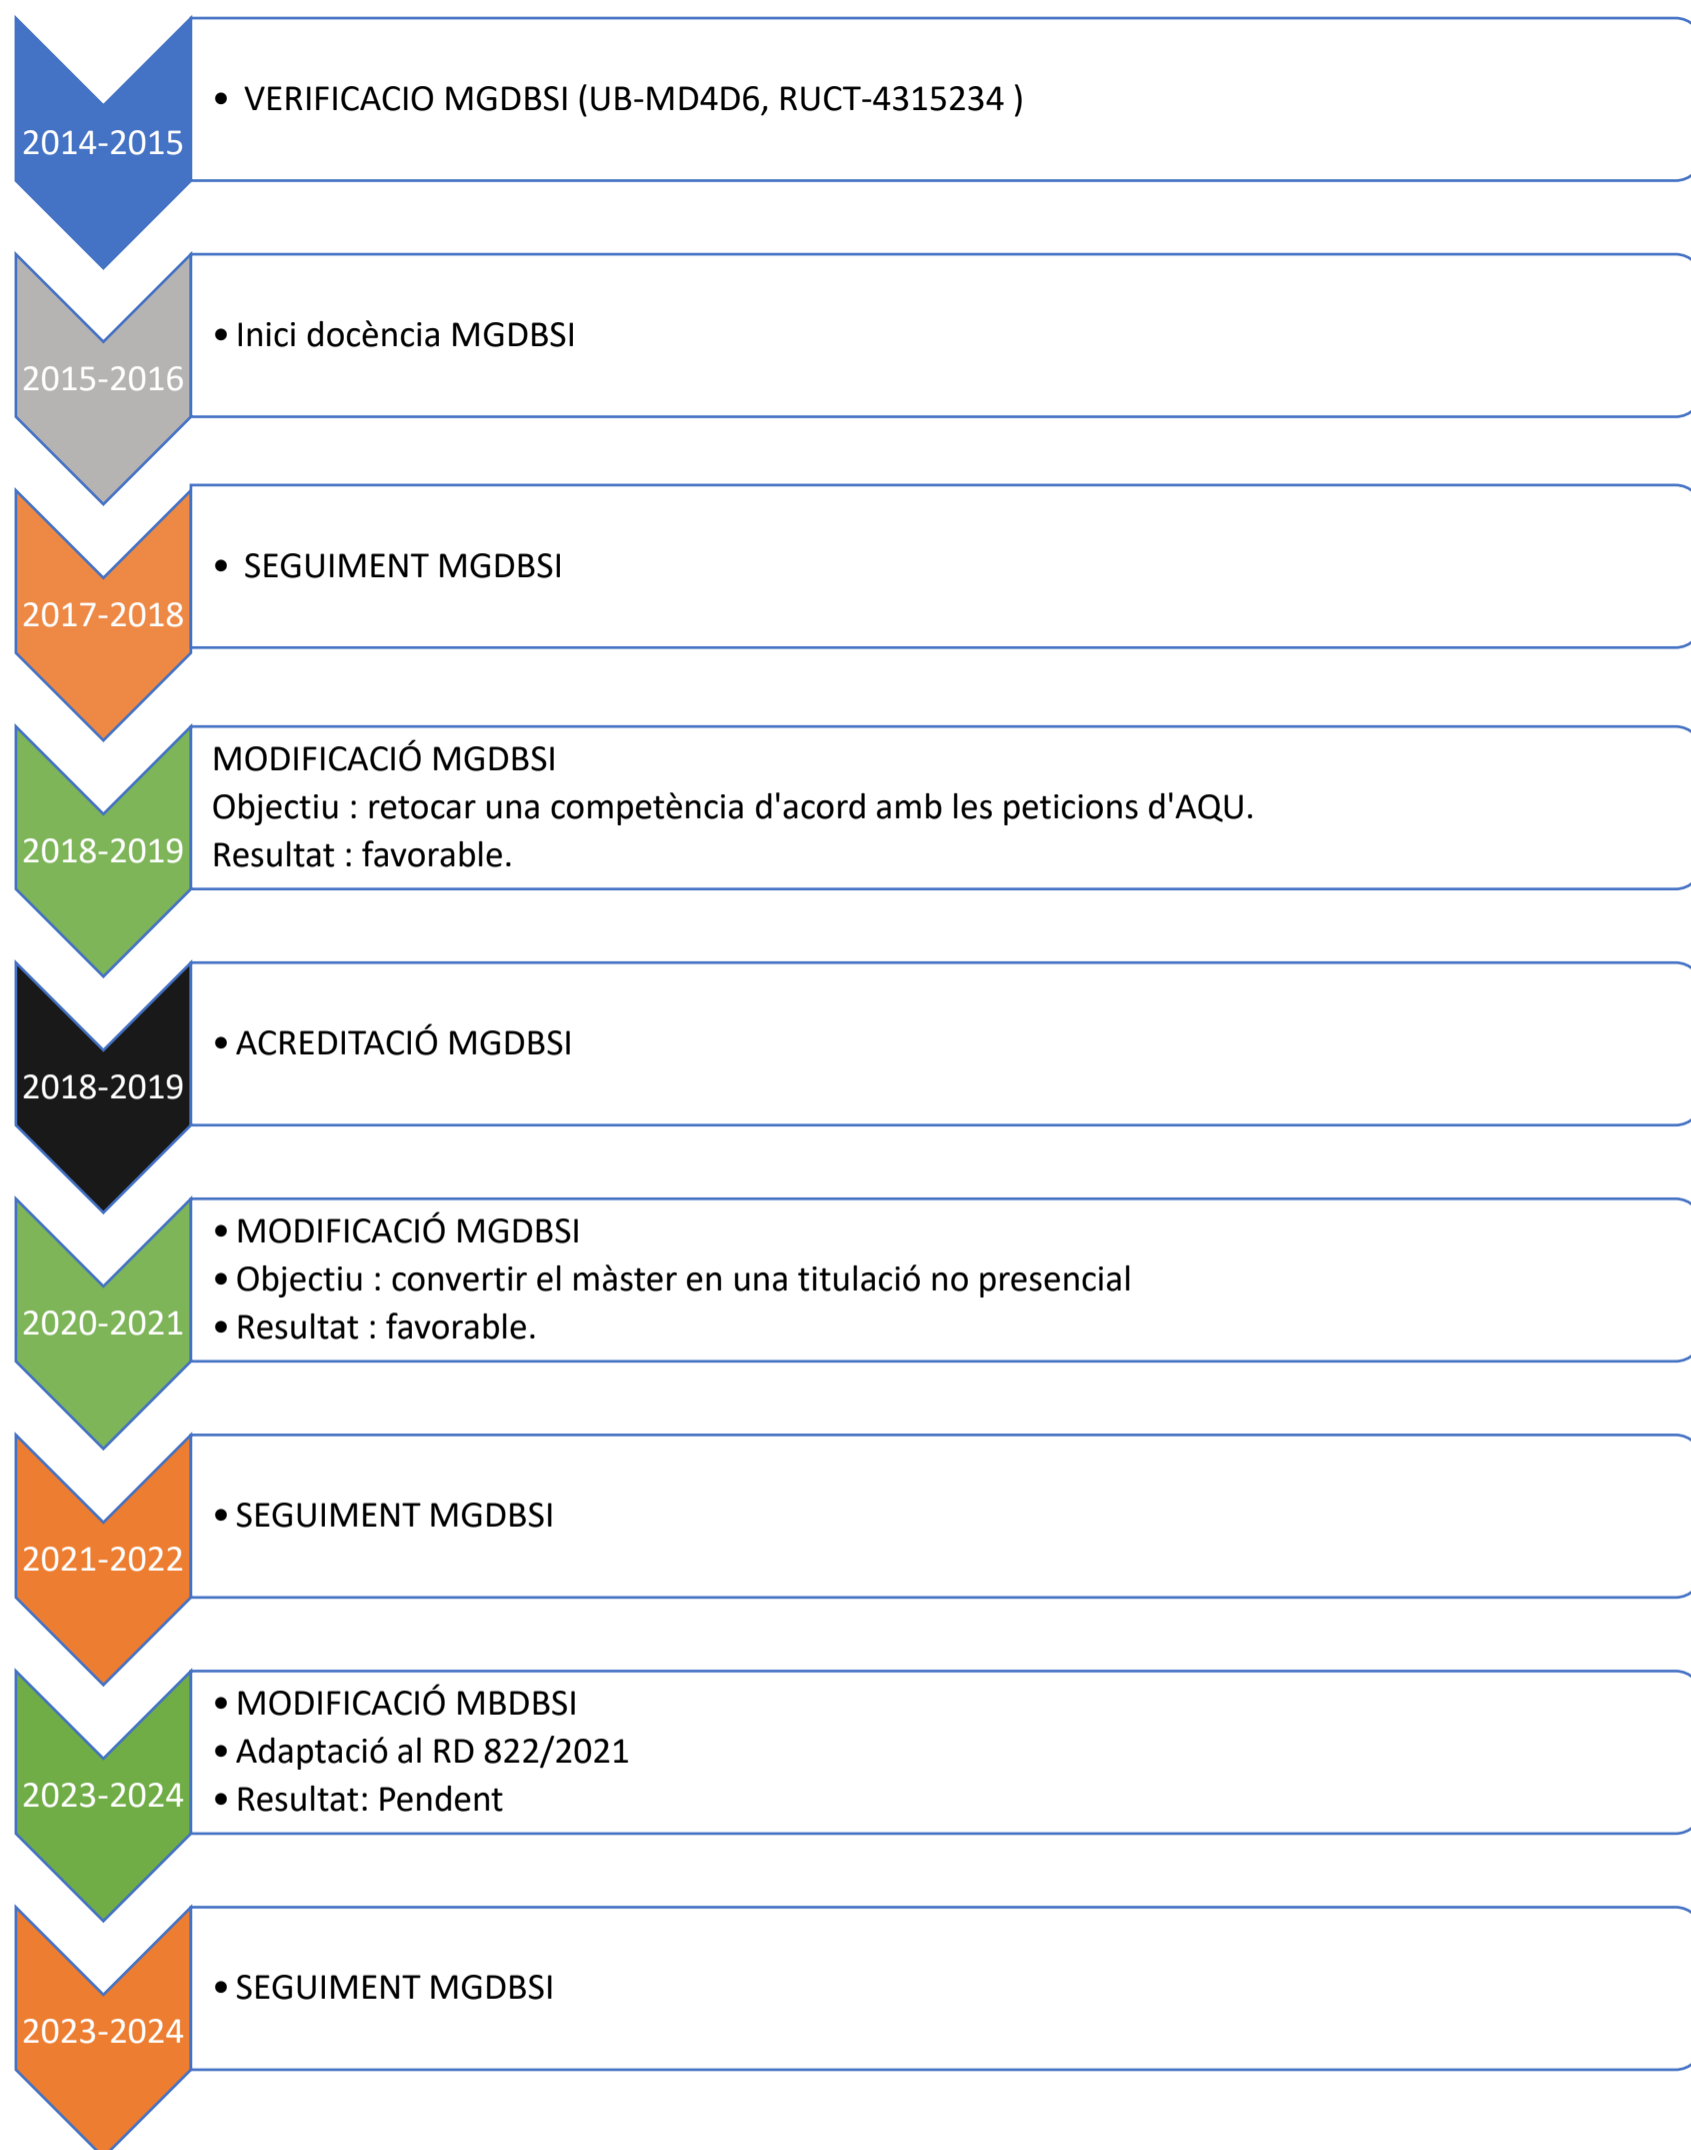 2014-2015
• VERIFICACIO MGDBSI (UB-MD4D6, RUCT-4315234 )
2015-2016
• Inici docència MGDBSI
2017-2018
• SEGUIMENT MGDBSI
2018-2019
MODIFICACIÓ MGDBSI
Objectiu : retocar una competència d'acord amb les peticions d'AQU.
Resultat : favorable.
2018-2019
• ACREDITACIÓ MGDBSI
2020-2021
• MODIFICACIÓ MGDBSI
• Objectiu : convertir el màster en una titulació no presencial
• Resultat : favorable.
2021-2022
• SEGUIMENT MGDBSI
2023-2024
• MODIFICACIÓ MBDBSI
• Adaptació al RD 822/2021
• Resultat: Pendent
2023-2024
• SEGUIMENT MGDBSI